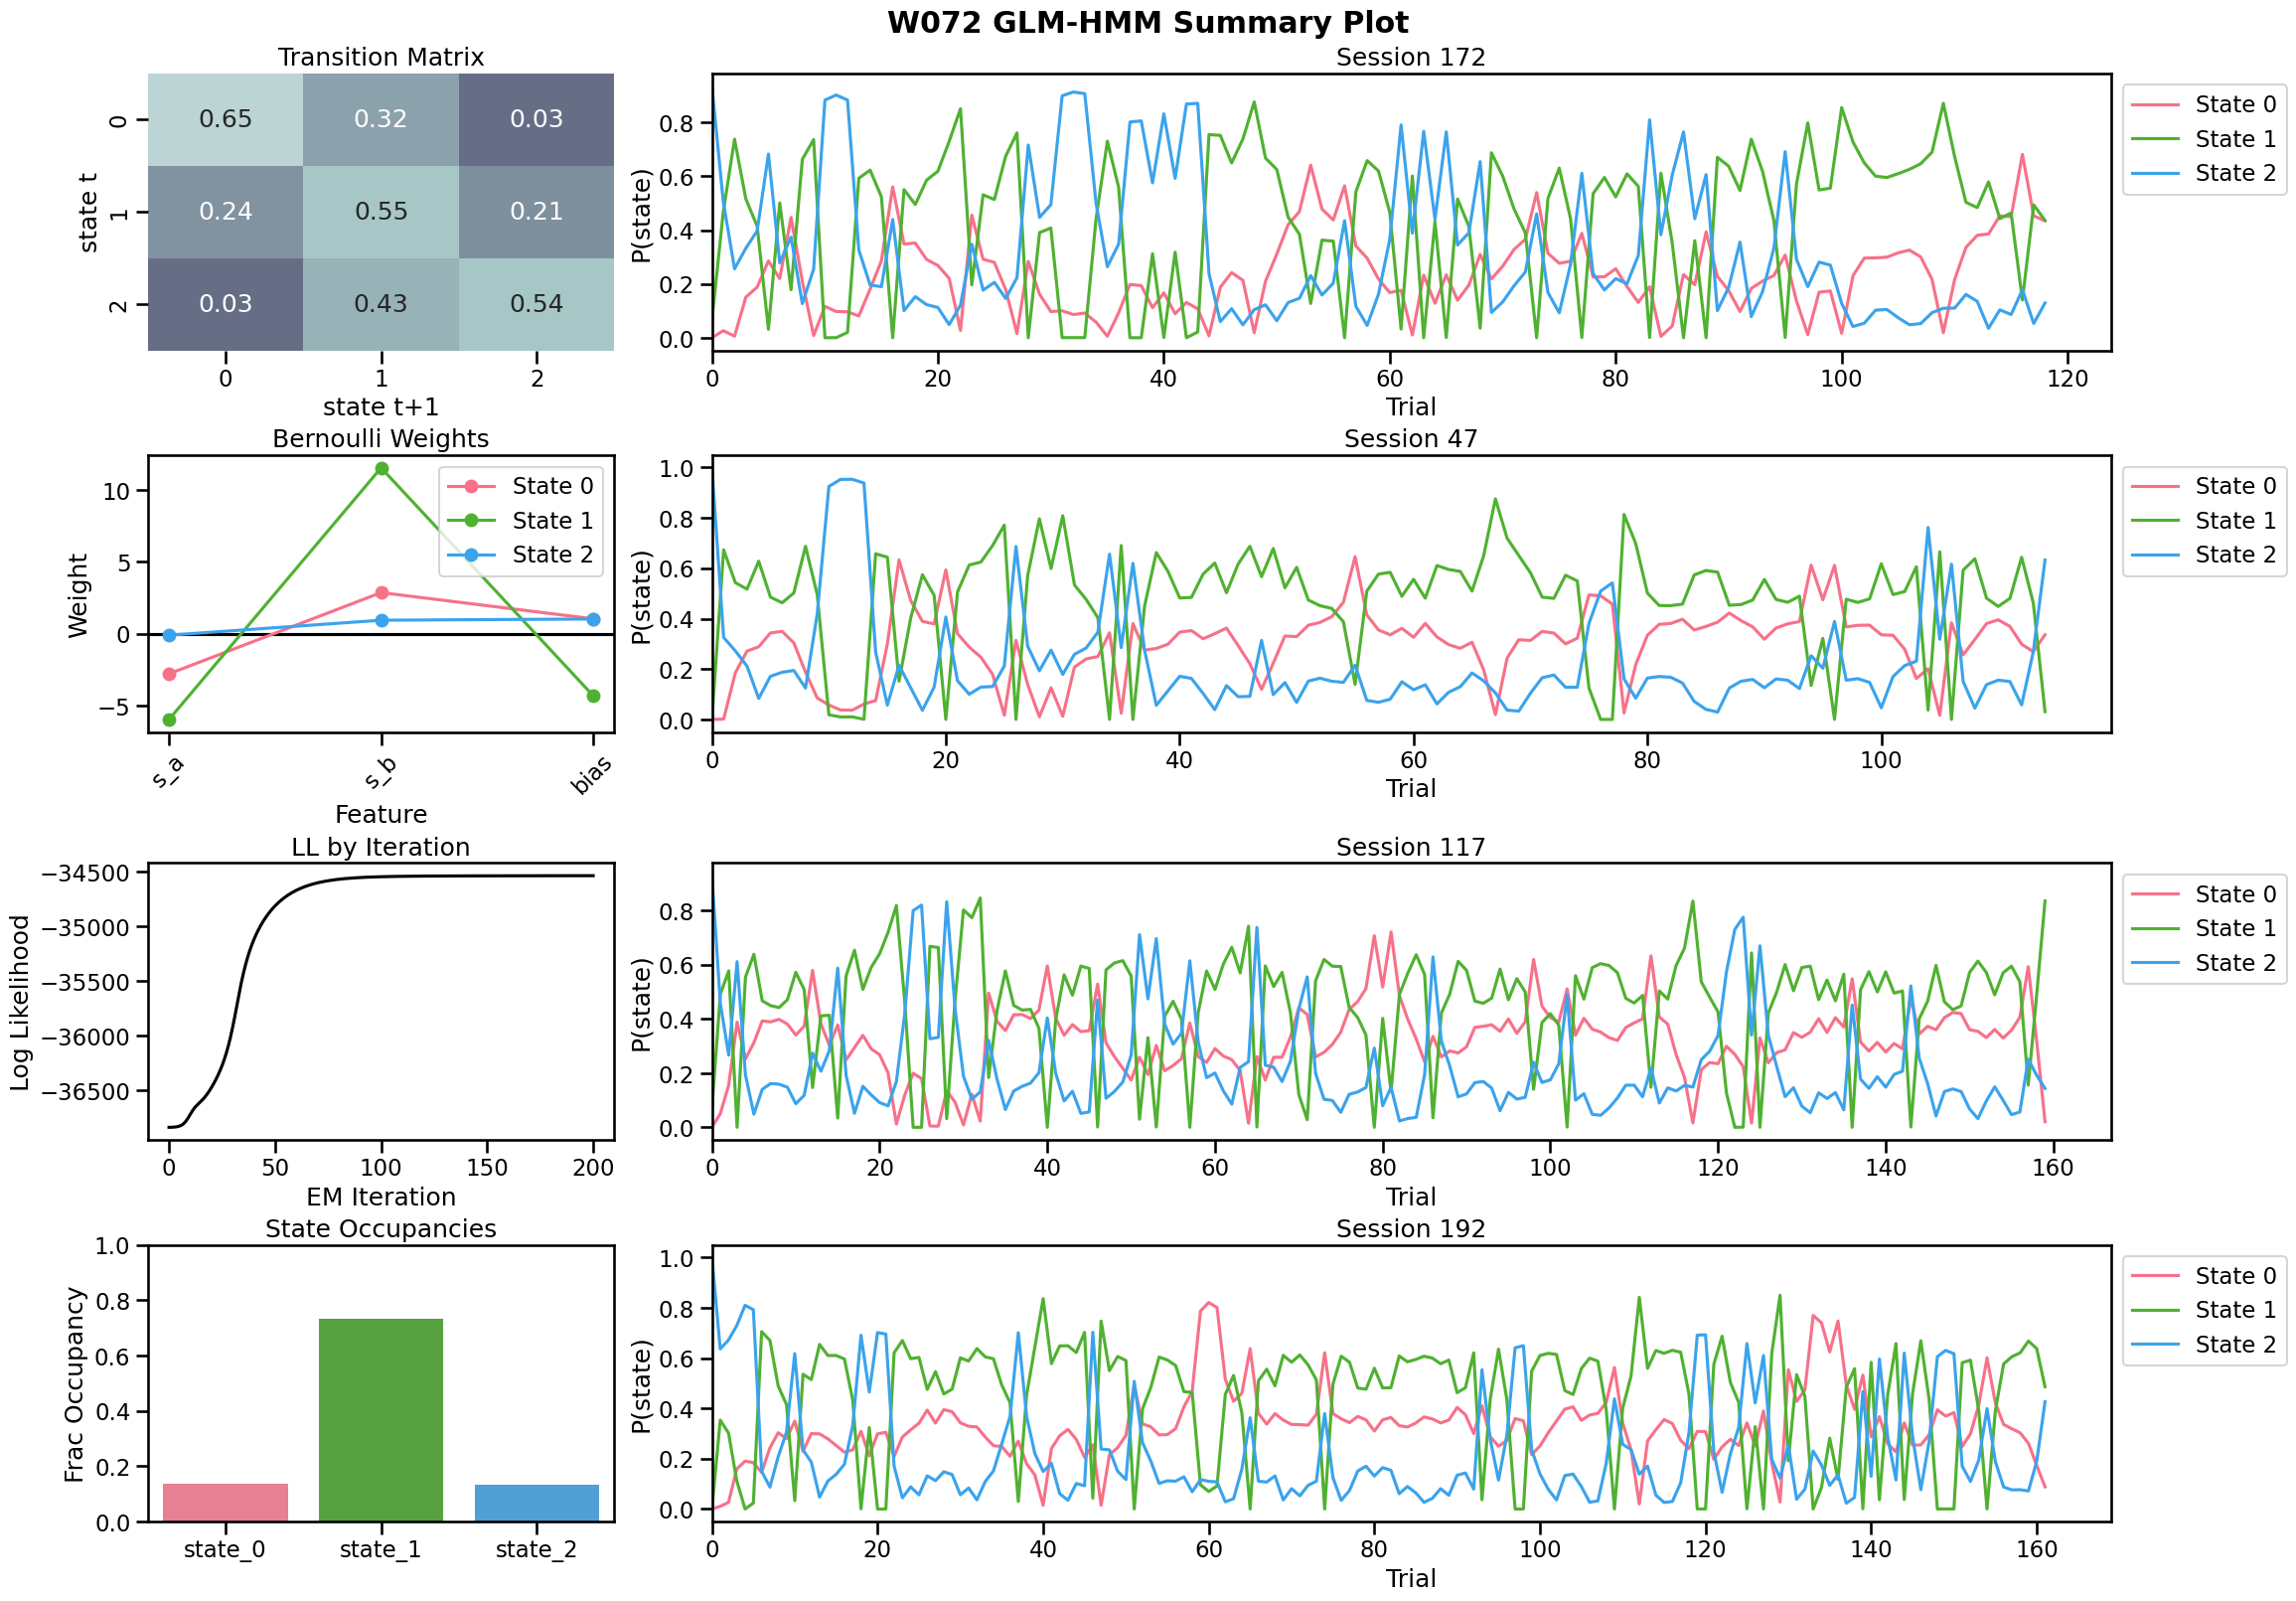 W072 GLM-HMM Summary Plot
Transition Matrix
0.65 0.32 0.03
0.24 0.55 0.21
0.03 0.43 0.54
0
1
2
state t
0 1 2
state t+1
Session 172
0.8
0.6
0.4
0.2
0.0
P(state)
0 20 40 60 80 100 120
Trial
State 0
State 1
State 2
Bernoulli Weights
10
5
0
−5
Weight
State 0
State 1
State 2
s_a s_b bias
Feature
Session 47
1.0
0.8
0.6
0.4
0.2
0.0
P(state)
0 20 40 60 80 100
Trial
State 0
State 1
State 2
LL by Iteration
−34500
−35000
−35500
−36000
−36500
Log Likelihood
0 50 100 150 200
EM Iteration
Session 117
0.8
0.6
0.4
0.2
0.0
P(state)
0 20 40 60 80 100 120 140 160
Trial
State 0
State 1
State 2
State Occupancies
1.0
0.8
0.6
0.4
0.2
0.0
Frac Occupancy
state_0 state_1 state_2
Session 192
1.0
0.8
0.6
0.4
0.2
0.0
P(state)
0 20 40 60 80 100 120 140 160
Trial
State 0
State 1
State 2